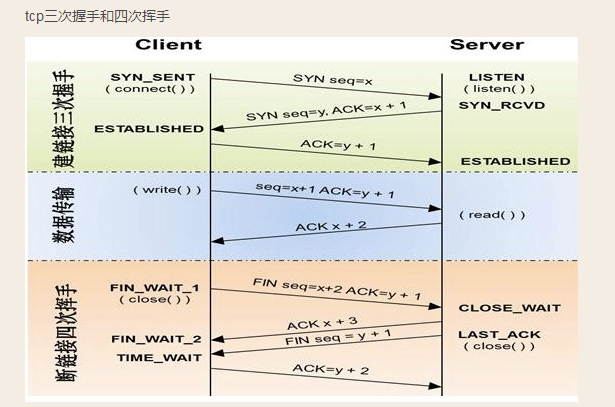 tcp三次握手和四次挥手
Client
Server
建链接三次握手
SYN_SENT
(connect())
SYN seq=x
LISTEN
(listen())
SYN_RCVD
SYN seq=y, ACK=x + 1
ESTABLISHED
ACK=y + 1
ESTABLISHED
数据传输
(write())
seq=x+1 ACK=y + 1
(read())
ACK x + 2
断链接四次挥手
FIN_WAIT_1
(close())
FIN seq=x+2 ACK=y + 1
CLOSE_WAIT
ACK x + 3
FIN_WAIT_2
FIN seq = y + 1
LAST_ACK
(close())
TIME_WAIT
ACK=y + 2